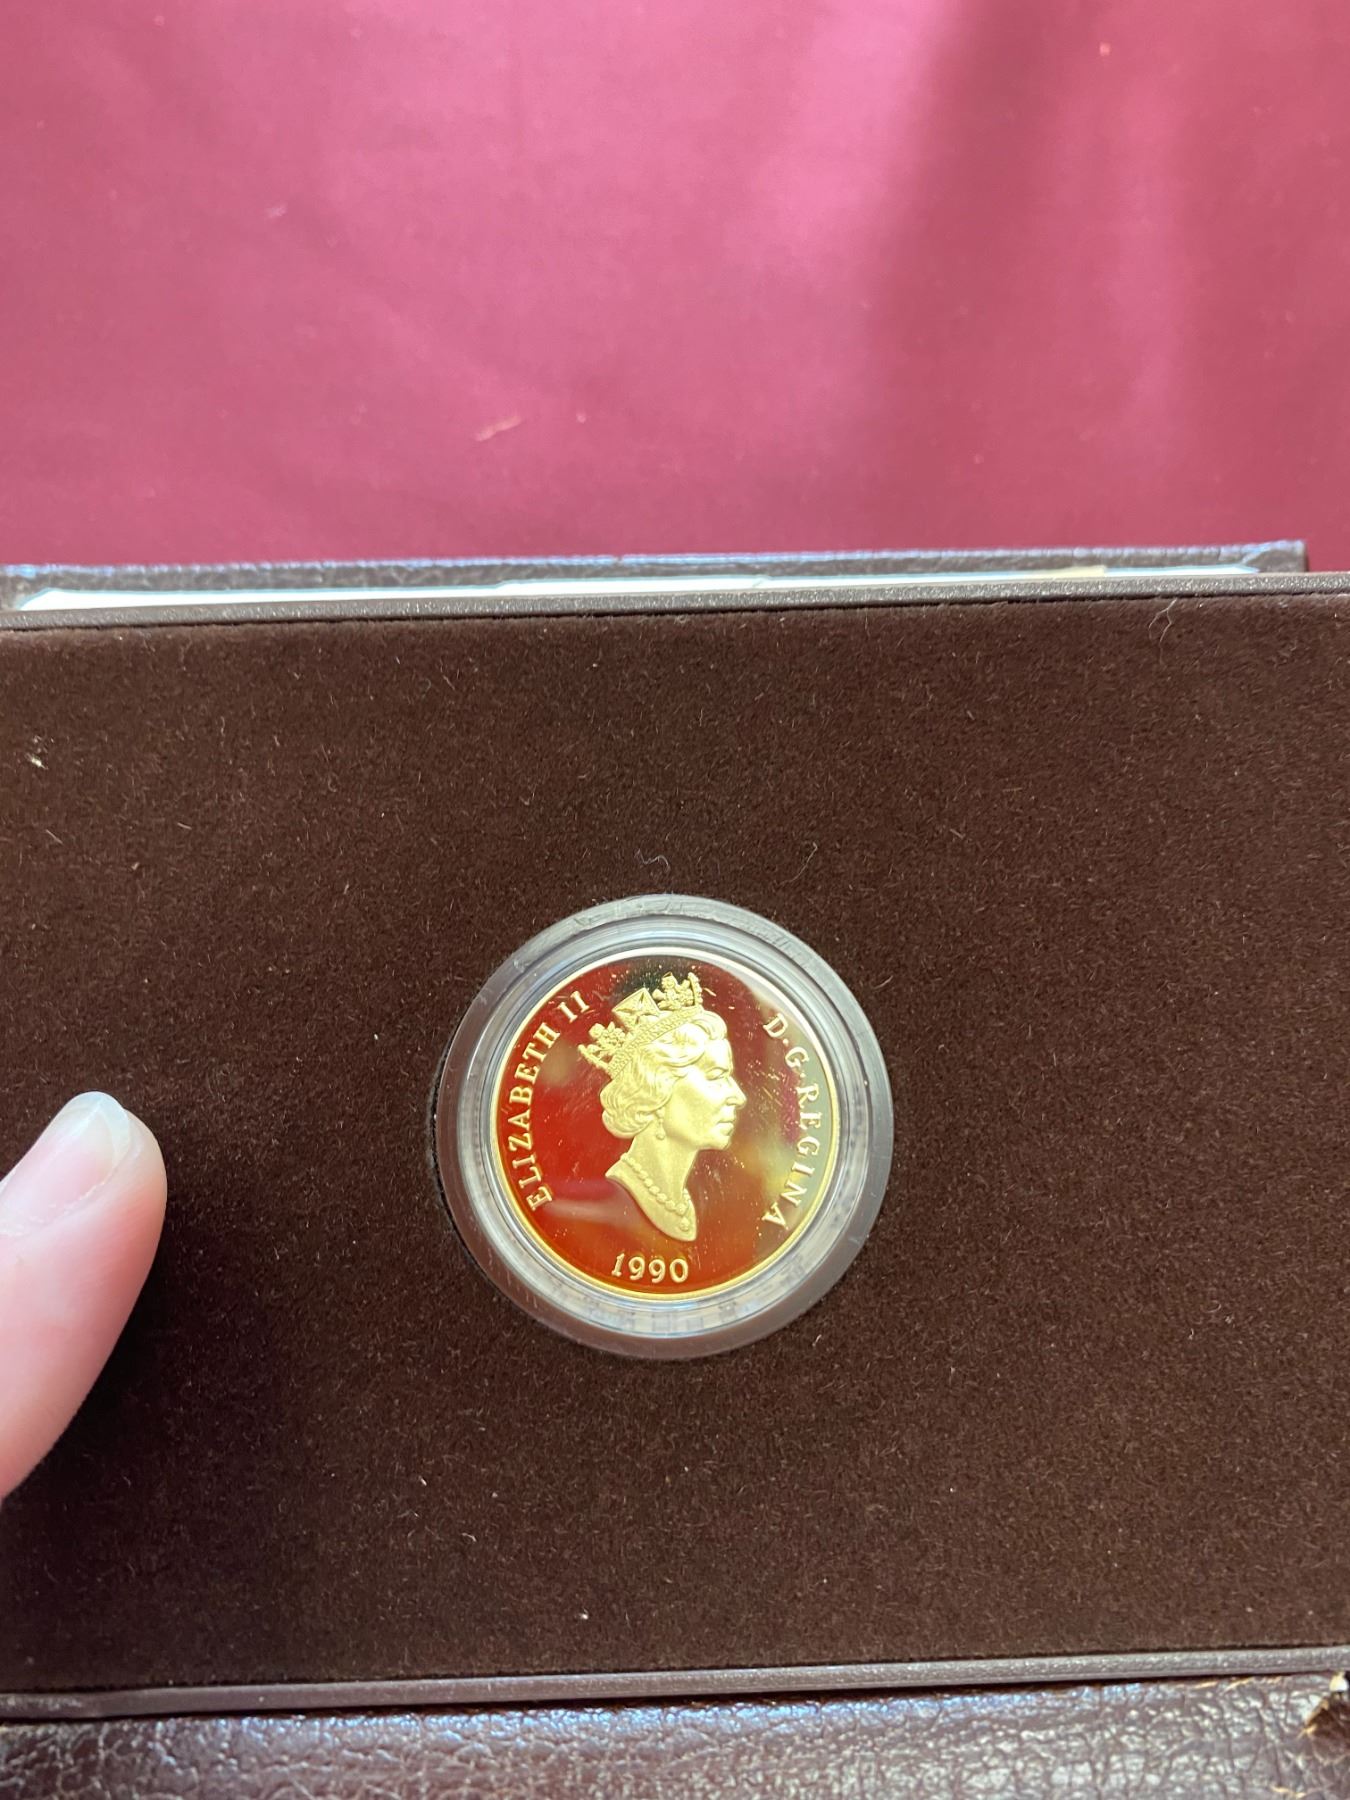 ELIZABETH II
D·G·REGINA
1990